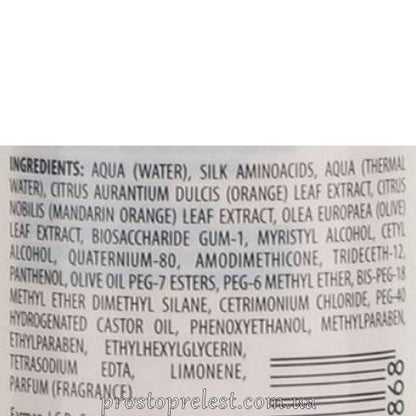 INGREDIENTS: AQUA (WATER), SILK AMINOACIDS, AQUA (THERMAL
WATER), CITRUS AURANTIUM DULCIS (ORANGE) LEAF EXTRACT, CITRUS
NOBILIS (MANDARIN ORANGE) LEAF EXTRACT, OLEA EUROPAEA (OLIVE)
LEAF EXTRACT, BIOSACCHARIDE GUM-1, MYRISTYL ALCOHOL, CETYL
ALCOHOL, QUATERNIUM-80, AMODIMETHICONE, TRIDECETH-12,
PANTHENOL, OLIVE OIL PEG-7 ESTERS, PEG-6 METHYL ETHER, BIS-PEG-18
METHYL ETHER DIMETHYL SILANE, CETRIMONIUM CHLORIDE, PEG-40
HYDROGENATED CASTOR OIL, PHENOXYETHANOL, METHYLPARABEN,
ETHYLPARABEN, ETHYLHEXYLGLYCERIN,
TETRASODIUM EDTA, LIMONENE,
PARFUM (FRAGRANCE)
prostoprelest.com.ua
868